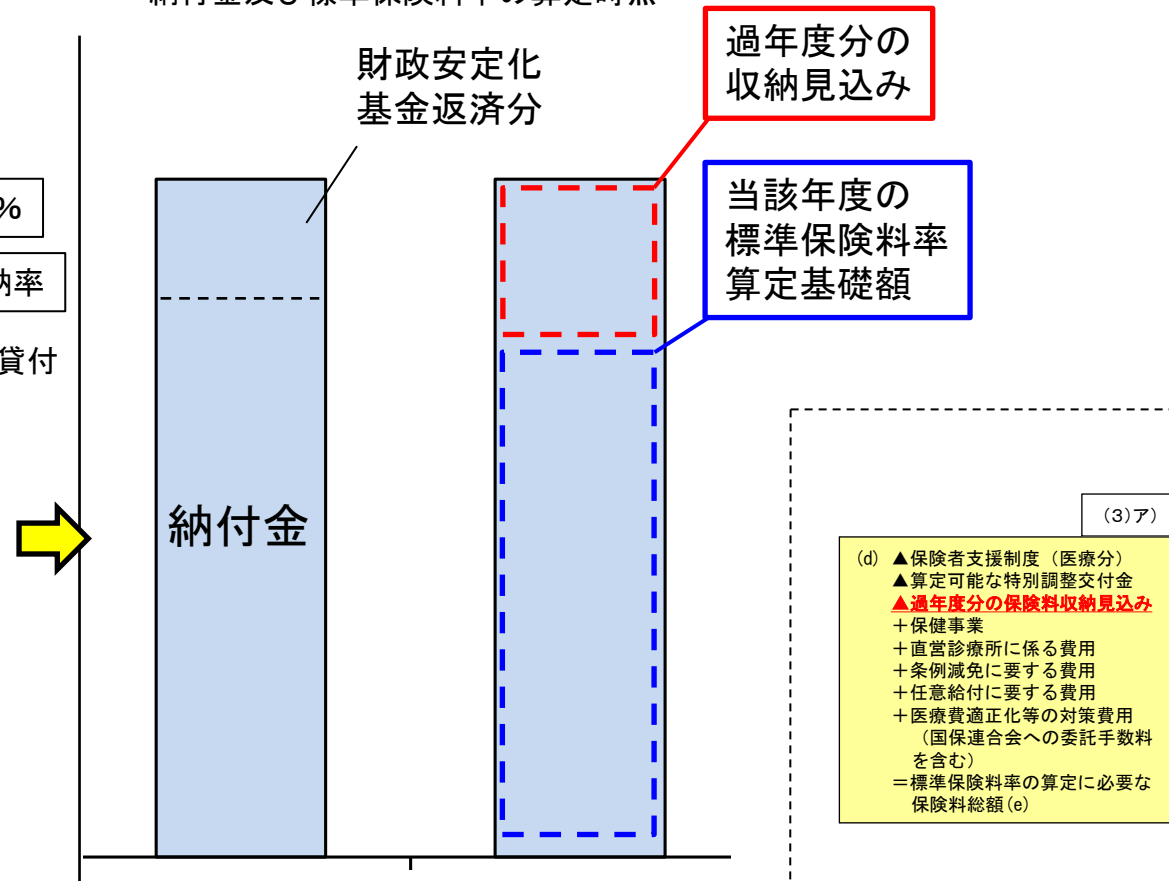 財政安定化
基金返済分
過年度分の
収納見込み
当該年度の
標準保険料率
算定基礎額
%
納率
貸付
納付金
(3)ア)
(d) ▲保険者支援制度(医療分)
▲算定可能な特別調整交付金
▲過年度分の保険料収納見込み
+保健事業
+直営診療所に係る費用
+条例減免に要する費用
+任意給付に要する費用
+医療費適正化等の対策費用
(国保連合会への委託手数料
を含む)
=標準保険料率の算定に必要な
保険料総額(e)